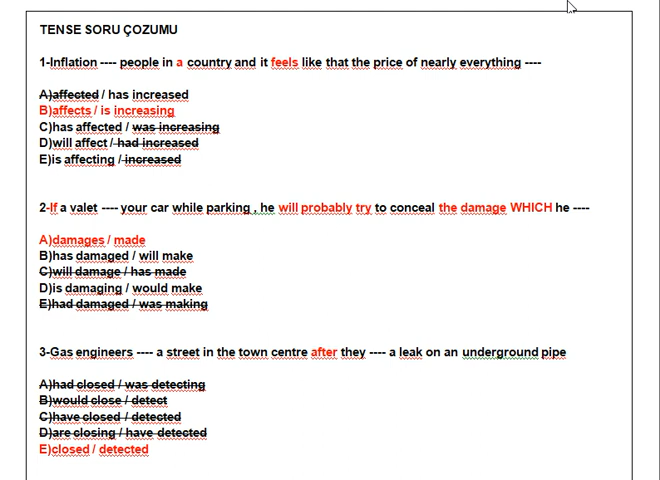 TENSE SORU ÇOZUMU
1-Inflation ---- people in a country and it feels like that the price of nearly everything ----
A)affected / has increased
B)affects / is increasing
C)has affected / was increasing
D)will affect / had increased
E)is affecting / increased
2-If a valet ---- your car while parking , he will probably try to conceal the damage WHICH he ----
A)damages / made
B)has damaged / will make
C)will damage / has made
D)is damaging / would make
E)had damaged / was making
3-Gas engineers ---- a street in the town centre after they ---- a leak on an underground pipe
A)had closed / was detecting
B)would close / detect
C)have closed / detected
D)are closing / have detected
E)closed / detected